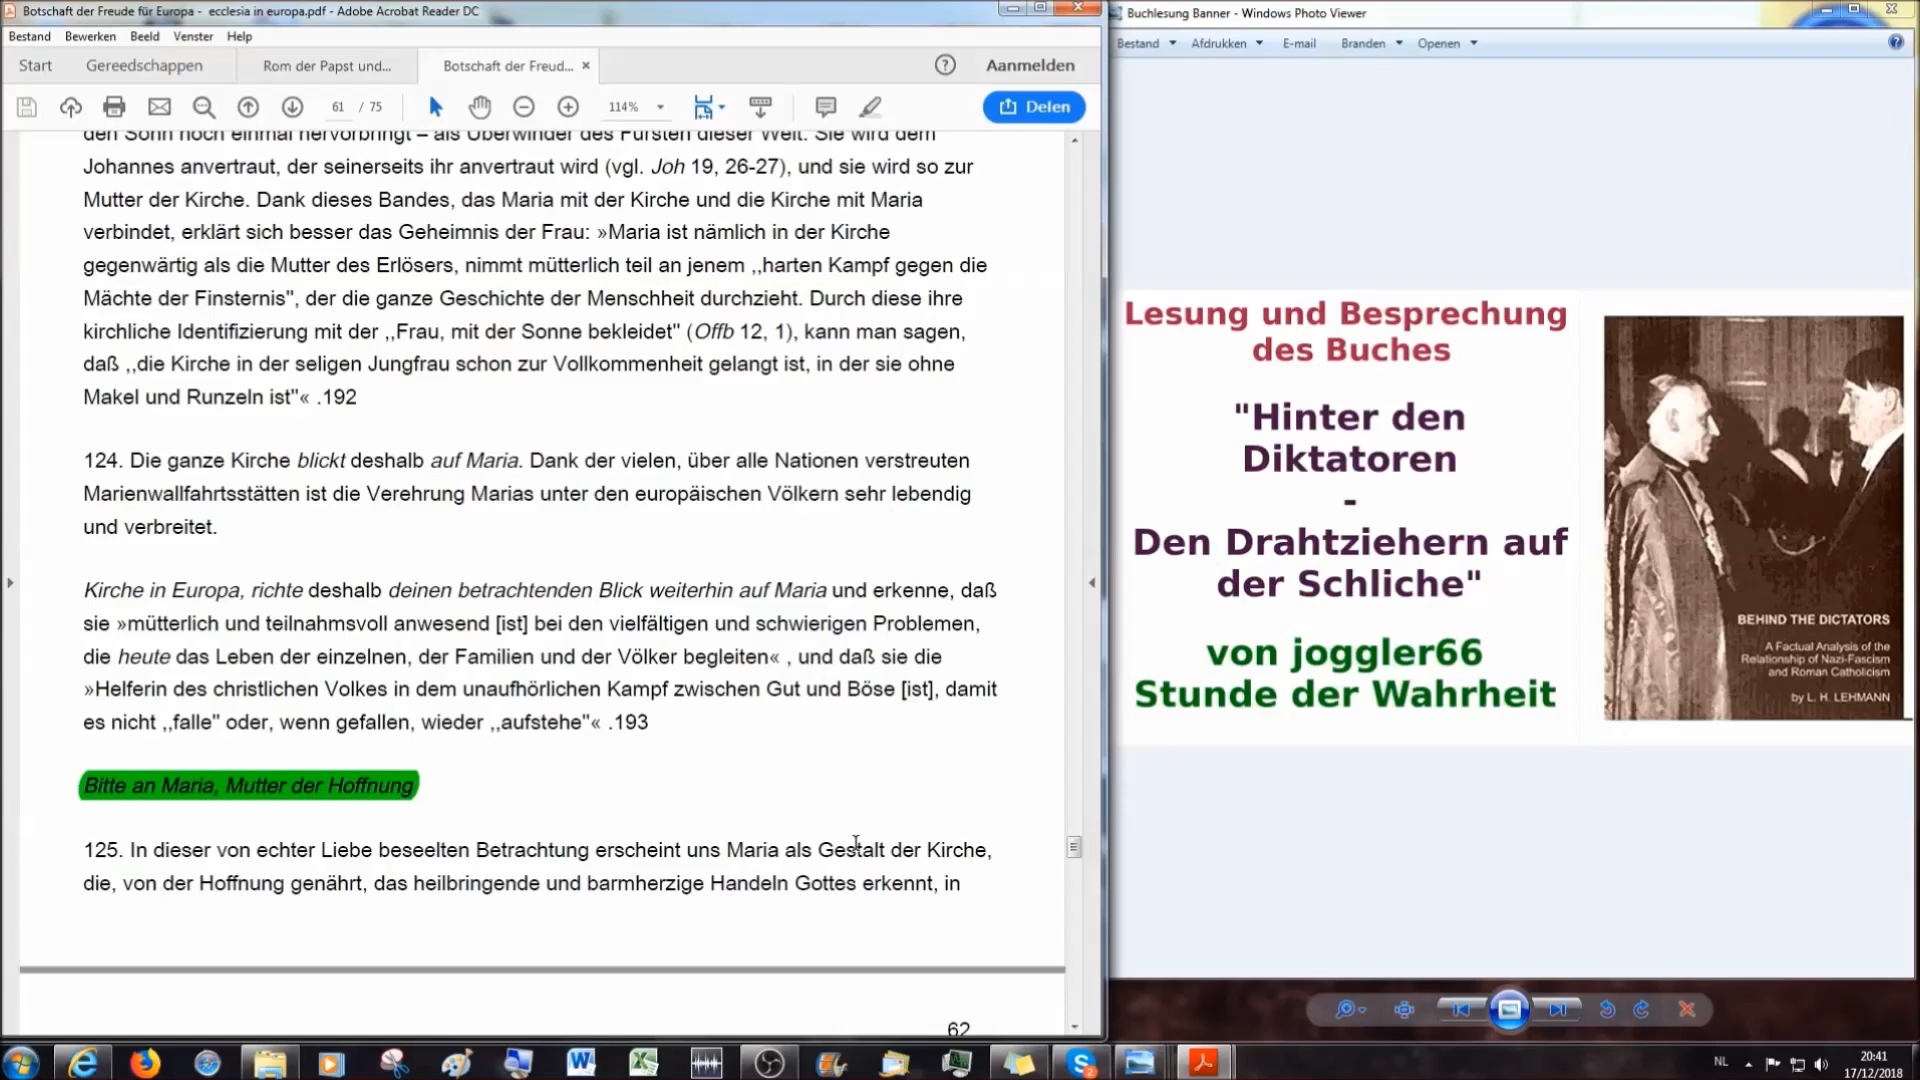 Botschaft der Freude für Europa - ecclesia in europa.pdf - Adobe Acrobat Reader DC
Bestand Bewerken Beeld Venster Help
Start Gereedschappen Rom der Papst und... Botschaft der Freud... × ? Aanmelden
61 / 75 114% Delen
den Sohn noch einmal hervorbringt – als Überwinder des Fürsten dieser Welt. Sie wird dem
Johannes anvertraut, der seinerseits ihr anvertraut wird (vgl. Joh 19, 26-27), und sie wird so zur
Mutter der Kirche. Dank dieses Bandes, das Maria mit der Kirche und die Kirche mit Maria
verbindet, erklärt sich besser das Geheimnis der Frau: »Maria ist nämlich in der Kirche
gegenwärtig als die Mutter des Erlösers, nimmt mütterlich teil an jenem ,,harten Kampf gegen die
Mächte der Finsternis", der die ganze Geschichte der Menschheit durchzieht. Durch diese ihre
kirchliche Identifizierung mit der ,,Frau, mit der Sonne bekleidet" (Offb 12, 1), kann man sagen,
daß ,,die Kirche in der seligen Jungfrau schon zur Vollkommenheit gelangt ist, in der sie ohne
Makel und Runzeln ist"« .192
124. Die ganze Kirche blickt deshalb auf Maria. Dank der vielen, über alle Nationen verstreuten
Marienwallfahrtsstätten ist die Verehrung Marias unter den europäischen Völkern sehr lebendig
und verbreitet.
Kirche in Europa, richte deshalb deinen betrachtenden Blick weiterhin auf Maria und erkenne, daß
sie »mütterlich und teilnahmsvoll anwesend [ist] bei den vielfältigen und schwierigen Problemen,
die heute das Leben der einzelnen, der Familien und der Völker begleiten« , und daß sie die
»Helferin des christlichen Volkes in dem unaufhörlichen Kampf zwischen Gut und Böse [ist], damit
es nicht ,,falle" oder, wenn gefallen, wieder ,,aufstehe"« .193
Bitte an Maria, Mutter der Hoffnung
125. In dieser von echter Liebe beseelten Betrachtung erscheint uns Maria als Gestalt der Kirche,
die, von der Hoffnung genährt, das heilbringende und barmherzige Handeln Gottes erkennt, in
62
Buchlesung Banner - Windows Photo Viewer
Bestand Afdrukken E-mail Branden Openen
Lesung und Besprechung
des Buches
"Hinter den
Diktatoren
-
Den Drahtziehern auf
der Schliche"
von joggler66
Stunde der Wahrheit
BEHIND THE DICTATORS
A Factual Analysis of the
Relationship of Nazi-Fascism
and Roman Catholicism
by L. H. LEHMANN
NL
20:41
17/12/2018